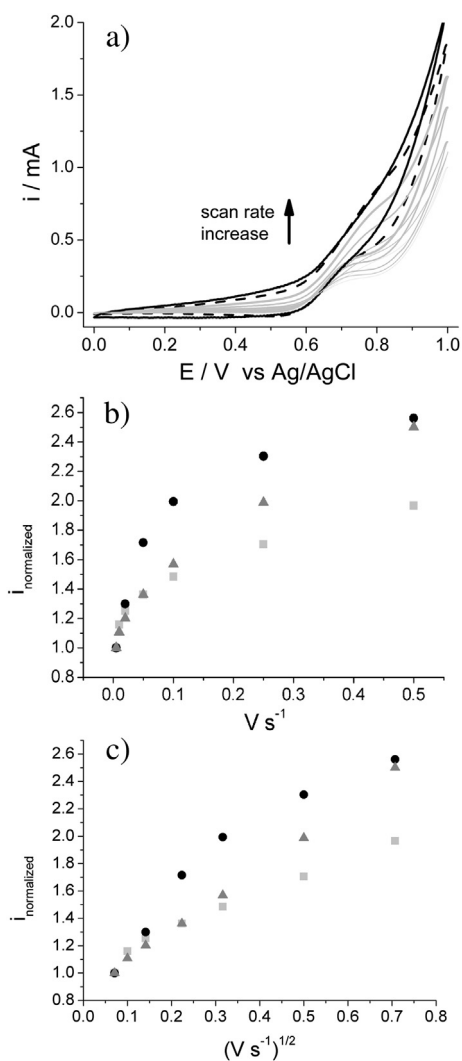 a)
2.0
1.5
1.0
0.5
0.0
i / mA
scan rate
increase
0.0 0.2 0.4 0.6 0.8 1.0
E / V vs Ag/AgCl
b)
2.6
2.4
2.2
2.0
1.8
1.6
1.4
1.2
1.0
0.8
i normalized
0.0 0.1 0.2 0.3 0.4 0.5
V s⁻¹
c)
2.6
2.4
2.2
2.0
1.8
1.6
1.4
1.2
1.0
0.8
i normalized
0.0 0.1 0.2 0.3 0.4 0.5 0.6 0.7 0.8
(V s⁻¹)¹/²